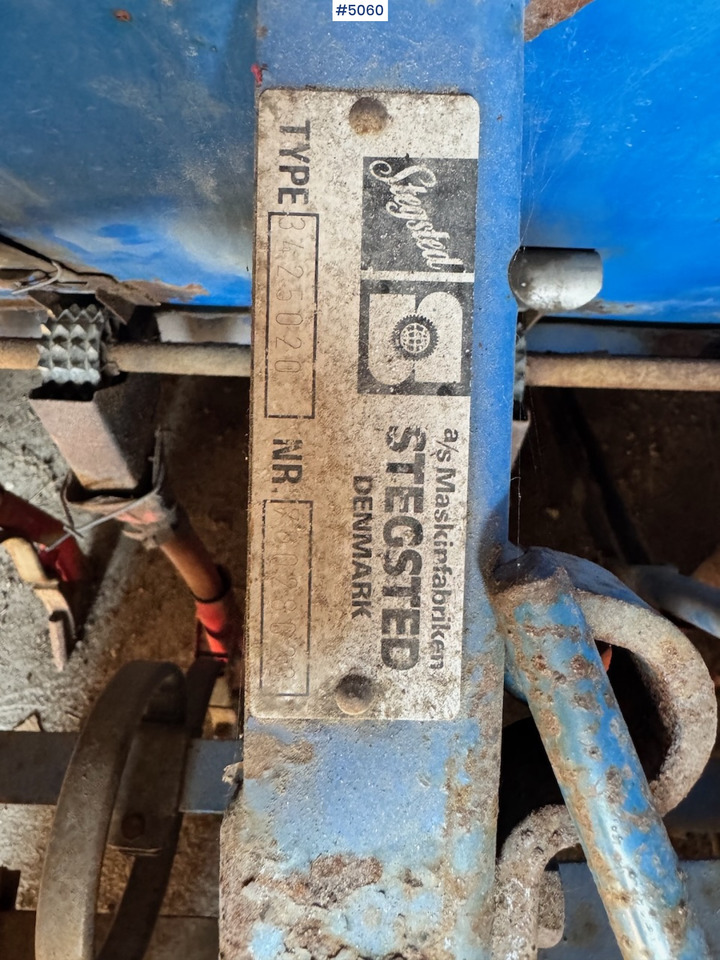 #5060
Stegsted
a/s Maskinfabriken
STEGSTED
DENMARK
TYPE 3425020 NR.